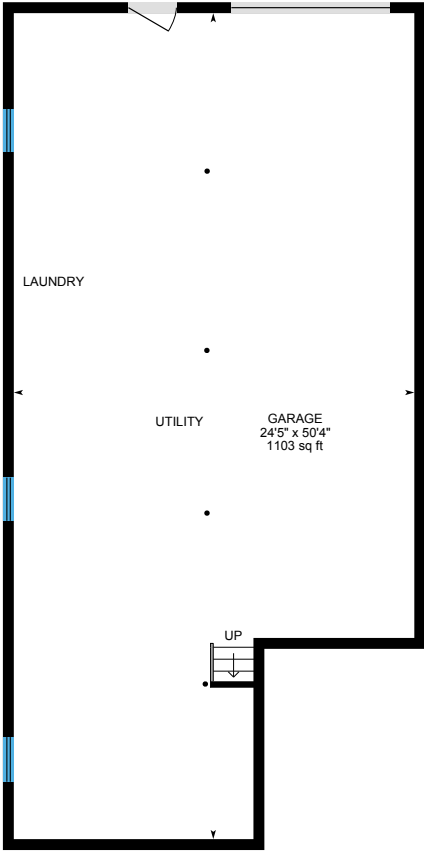 LAUNDRY
UTILITY
GARAGE
24'5" x 50'4"
1103 sq ft
UP